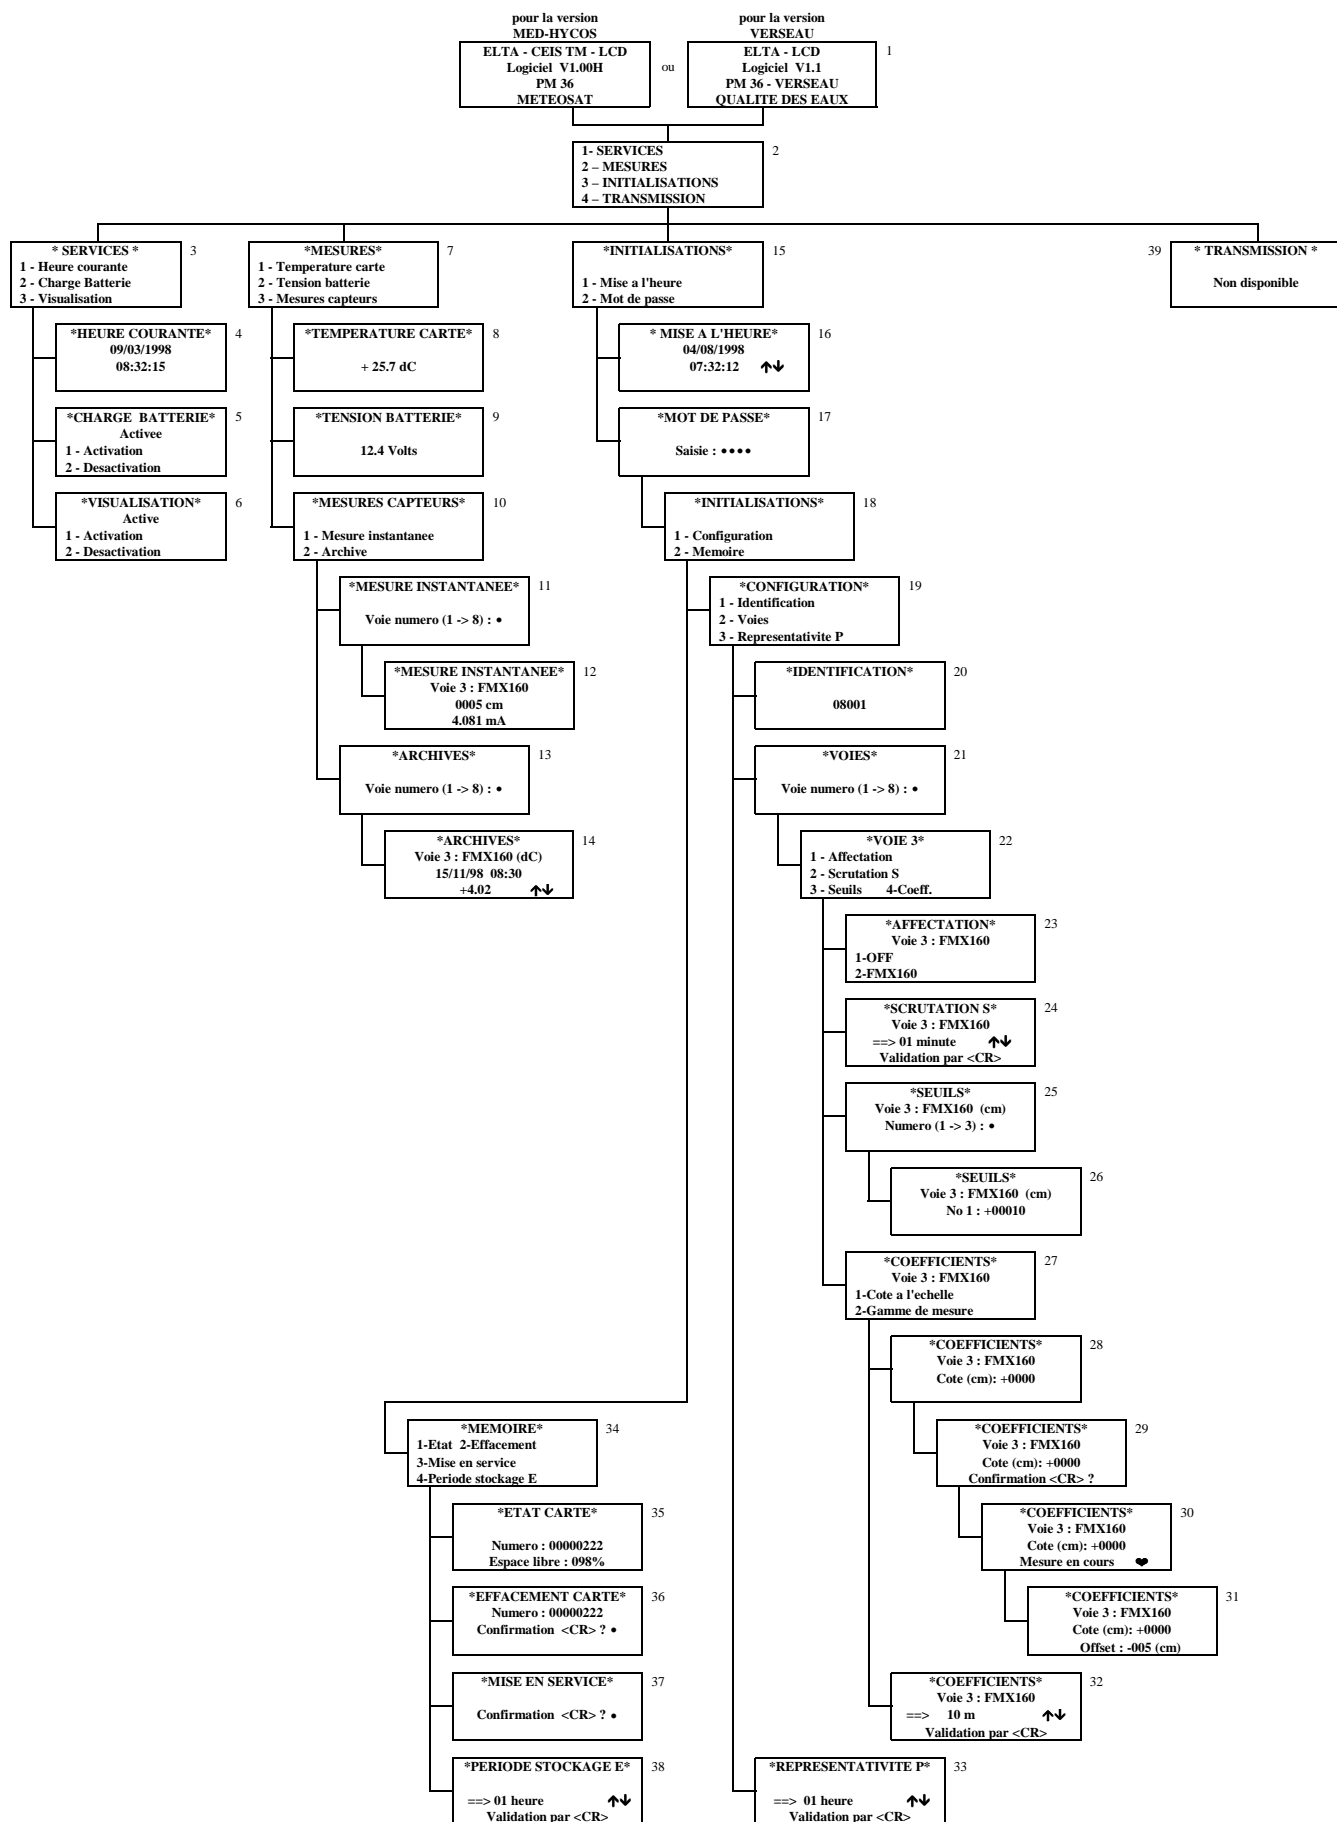 pour la version
MED-HYCOS
pour la version
VERSEAU
ELTA - CEIS TM - LCD
Logiciel V1.00H
PM 36
METEOSAT
ou
ELTA - LCD
Logiciel V1.1
PM 36 - VERSEAU
QUALITE DES EAUX
1
1- SERVICES
2 – MESURES
3 – INITIALISATIONS
4 – TRANSMISSION
2
* SERVICES *
1 - Heure courante
2 - Charge Batterie
3 - Visualisation
3
*HEURE COURANTE*
09/03/1998
08:32:15
4
*CHARGE BATTERIE*
Activee
1 - Activation
2 - Desactivation
5
*VISUALISATION*
Active
1 - Activation
2 - Desactivation
6
*MESURES*
1 - Temperature carte
2 - Tension batterie
3 - Mesures capteurs
7
*TEMPERATURE CARTE*
+ 25.7 dC
8
*TENSION BATTERIE*
12.4 Volts
9
*MESURES CAPTEURS*
1 - Mesure instantanee
2 - Archive
10
*MESURE INSTANTANEE*
Voie numero (1 -> 8) : •
11
*MESURE INSTANTANEE*
Voie 3 : FMX160
0005 cm
4.081 mA
12
*ARCHIVES*
Voie numero (1 -> 8) : •
13
*ARCHIVES*
Voie 3 : FMX160 (dC)
15/11/98 08:30
+4.02 ↑↓
14
*INITIALISATIONS*
1 - Mise a l'heure
2 - Mot de passe
15
* MISE A L'HEURE*
04/08/1998
07:32:12 ↑↓
16
*MOT DE PASSE*
Saisie : ••••
17
*INITIALISATIONS*
1 - Configuration
2 - Memoire
18
*CONFIGURATION*
1 - Identification
2 - Voies
3 - Representativite P
19
*IDENTIFICATION*
08001
20
*VOIES*
Voie numero (1 -> 8) : •
21
*VOIE 3*
1 - Affectation
2 - Scrutation S
3 - Seuils 4-Coeff.
22
*AFFECTATION*
Voie 3 : FMX160
1-OFF
2-FMX160
23
*SCRUTATION S*
Voie 3 : FMX160
==> 01 minute ↑↓
Validation par <CR>
24
*SEUILS*
Voie 3 : FMX160 (cm)
Numero (1 -> 3) : •
25
*SEUILS*
Voie 3 : FMX160 (cm)
No 1 : +00010
26
*COEFFICIENTS*
Voie 3 : FMX160
1-Cote a l'echelle
2-Gamme de mesure
27
*COEFFICIENTS*
Voie 3 : FMX160
Cote (cm): +0000
28
*COEFFICIENTS*
Voie 3 : FMX160
Cote (cm): +0000
Confirmation <CR> ?
29
*COEFFICIENTS*
Voie 3 : FMX160
Cote (cm): +0000
Mesure en cours ❤
30
*COEFFICIENTS*
Voie 3 : FMX160
Cote (cm): +0000
Offset : -005 (cm)
31
*COEFFICIENTS*
Voie 3 : FMX160
==> 10 m ↑↓
Validation par <CR>
32
*REPRESENTATIVITE P*
==> 01 heure ↑↓
Validation par <CR>
33
*MEMOIRE*
1-Etat 2-Effacement
3-Mise en service
4-Periode stockage E
34
*ETAT CARTE*
Numero : 00000222
Espace libre : 098%
35
*EFFACEMENT CARTE*
Numero : 00000222
Confirmation <CR> ? •
36
*MISE EN SERVICE*
Confirmation <CR> ? •
37
*PERIODE STOCKAGE E*
==> 01 heure ↑↓
Validation par <CR>
38
39
* TRANSMISSION *
Non disponible